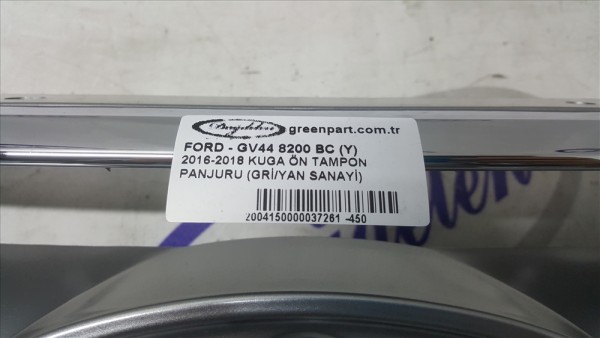 greenpart.com.tr
FORD - GV44 8200 BC (Y)
2016-2018 KUGA ÖN TAMPON
PANJURU (GRİ/YAN SANAYİ)
2004150000037261 -450